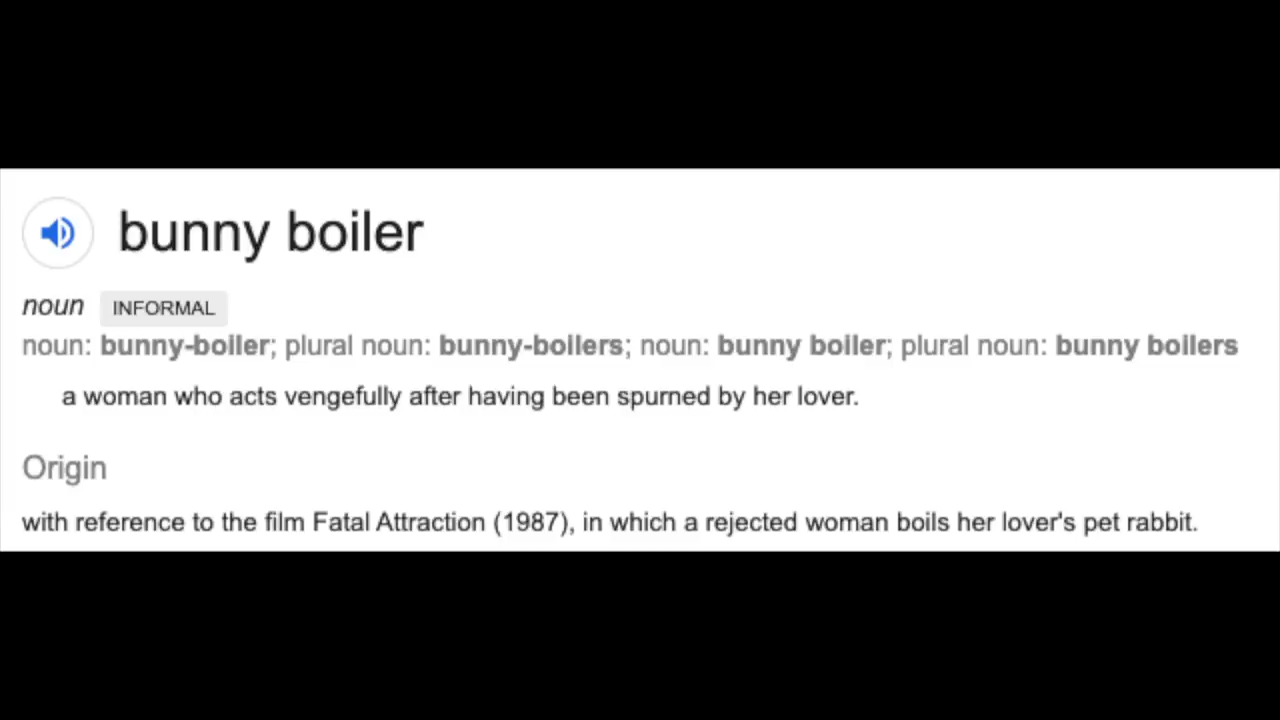 bunny boiler
noun INFORMAL
noun: bunny-boiler; plural noun: bunny-boilers; noun: bunny boiler; plural noun: bunny boilers
a woman who acts vengefully after having been spurned by her lover.
Origin
with reference to the film Fatal Attraction (1987), in which a rejected woman boils her lover's pet rabbit.